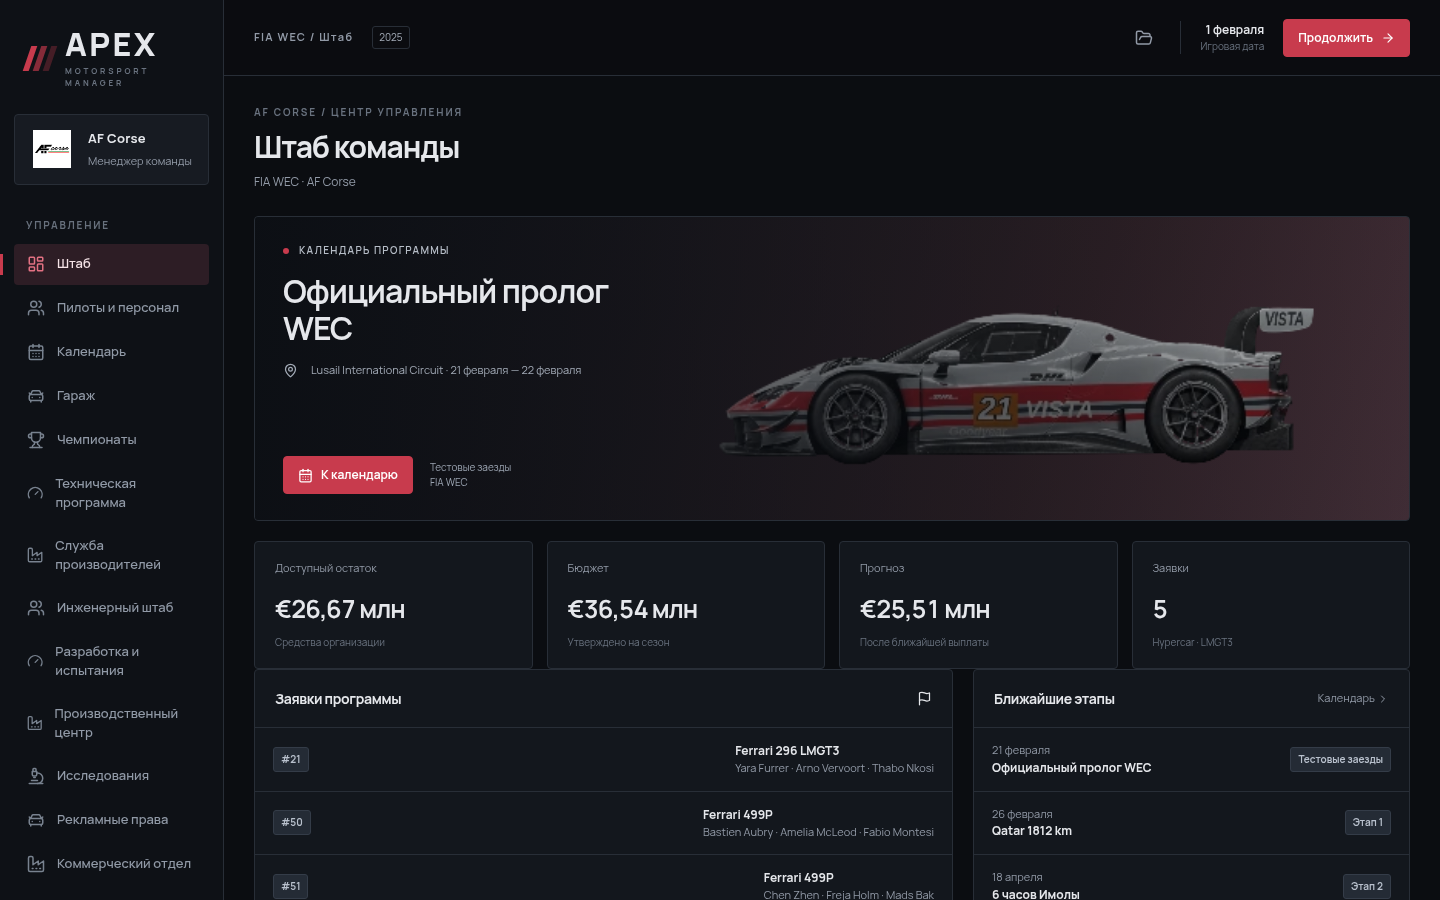 APEX
MOTORSPORT
MANAGER
AF Corse
Менеджер команды
УПРАВЛЕНИЕ
Штаб
Пилоты и персонал
Календарь
Гараж
Чемпионаты
Техническая
программа
Служба
производителей
Инженерный штаб
Разработка и
испытания
Производственный
центр
Исследования
Рекламные права
Коммерческий отдел
FIA WEC / Штаб
2025
1 февраля
Игровая дата
Продолжить
AF CORSE / ЦЕНТР УПРАВЛЕНИЯ
Штаб команды
FIA WEC · AF Corse
КАЛЕНДАРЬ ПРОГРАММЫ
Официальный пролог
WEC
Lusail International Circuit · 21 февраля — 22 февраля
К календарю
Тестовые заезды
FIA WEC
VISTA
21
VISTA
Goodyear
Доступный остаток
€26,67 млн
Средства организации
Бюджет
€36,54 млн
Утверждено на сезон
Прогноз
€25,51 млн
После ближайшей выплаты
Заявки
5
Hypercar · LMGT3
Заявки программы
#21
Ferrari 296 LMGT3
Yara Furrer · Arno Vervoort · Thabo Nkosi
#50
Ferrari 499P
Bastien Aubry · Amelia McLeod · Fabio Montesi
#51
Ferrari 499P
Chen Zhen · Freja Holm · Mads Bak
Ближайшие этапы
Календарь
21 февраля
Официальный пролог WEC
Тестовые заезды
26 февраля
Qatar 1812 km
Этап 1
18 апреля
6 часов Имолы
Этап 2